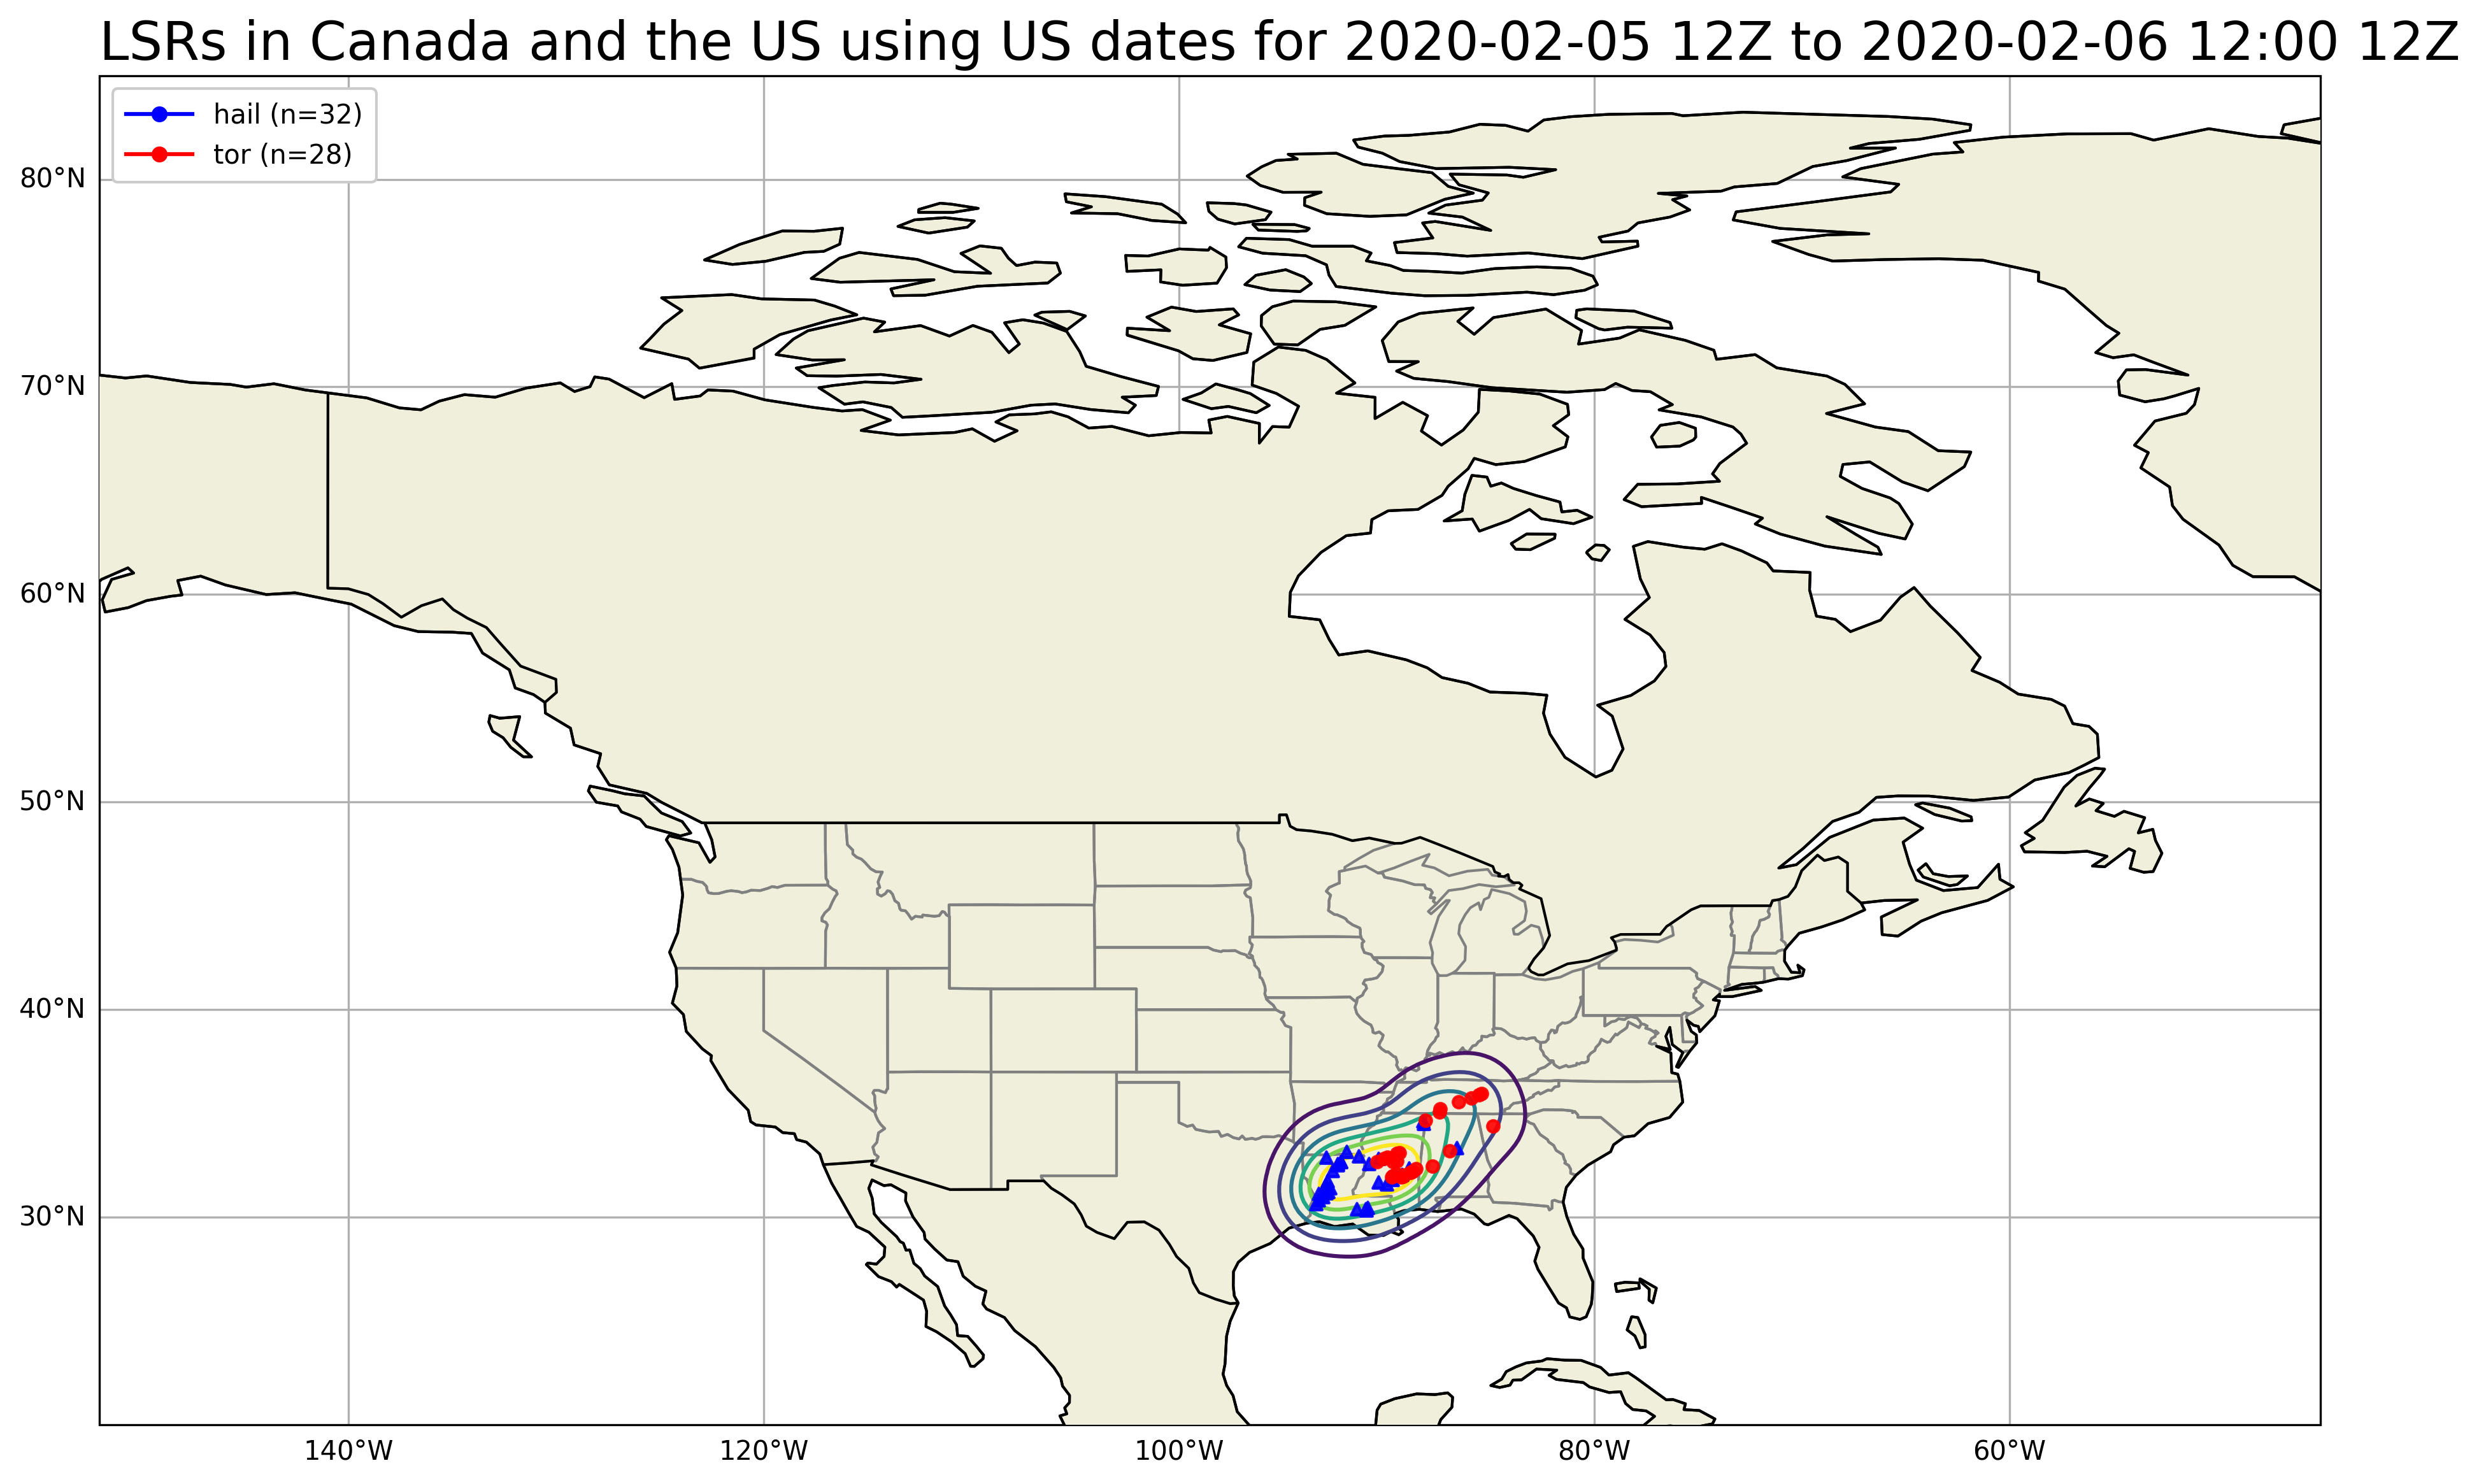 LSRs in Canada and the US using US dates for 2020-02-05 12Z to 2020-02-06 12:00 12Z
hail (n=32)
tor (n=28)
80°N
70°N
60°N
50°N
40°N
30°N
140°W 120°W 100°W 80°W 60°W